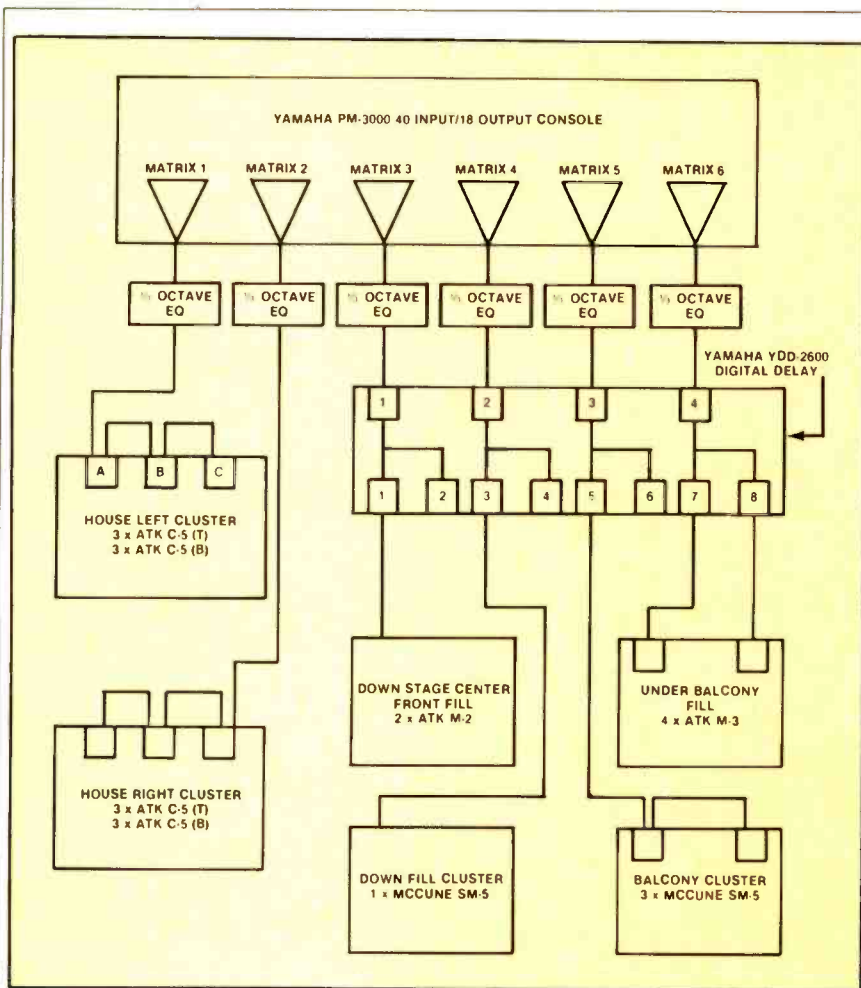 YAMAHA PM-3000 40 INPUT/18 OUTPUT CONSOLE
MATRIX 1 MATRIX 2 MATRIX 3 MATRIX 4 MATRIX 5 MATRIX 6
OCTAVE OCTAVE OCTAVE OCTAVE OCTAVE OCTAVE
EQ EQ EQ EQ EQ EQ
YAMAHA YDD-2600
DIGITAL DELAY
1 2 3 4
1 2 3 4 5 6 7 8
A B C
HOUSE LEFT CLUSTER
3 x ATK C-5 (T)
3 x ATK C-5 (B)
HOUSE RIGHT CLUSTER
3 x ATK C-5 (T)
3 x ATK C-5 (B)
DOWN STAGE CENTER
FRONT FILL
2 x ATK M-2
UNDER BALCONY
FILL
4 x ATK M-3
DOWN FILL CLUSTER
1 x MCCUNE SM-5
BALCONY CLUSTER
3 x MCCUNE SM-5